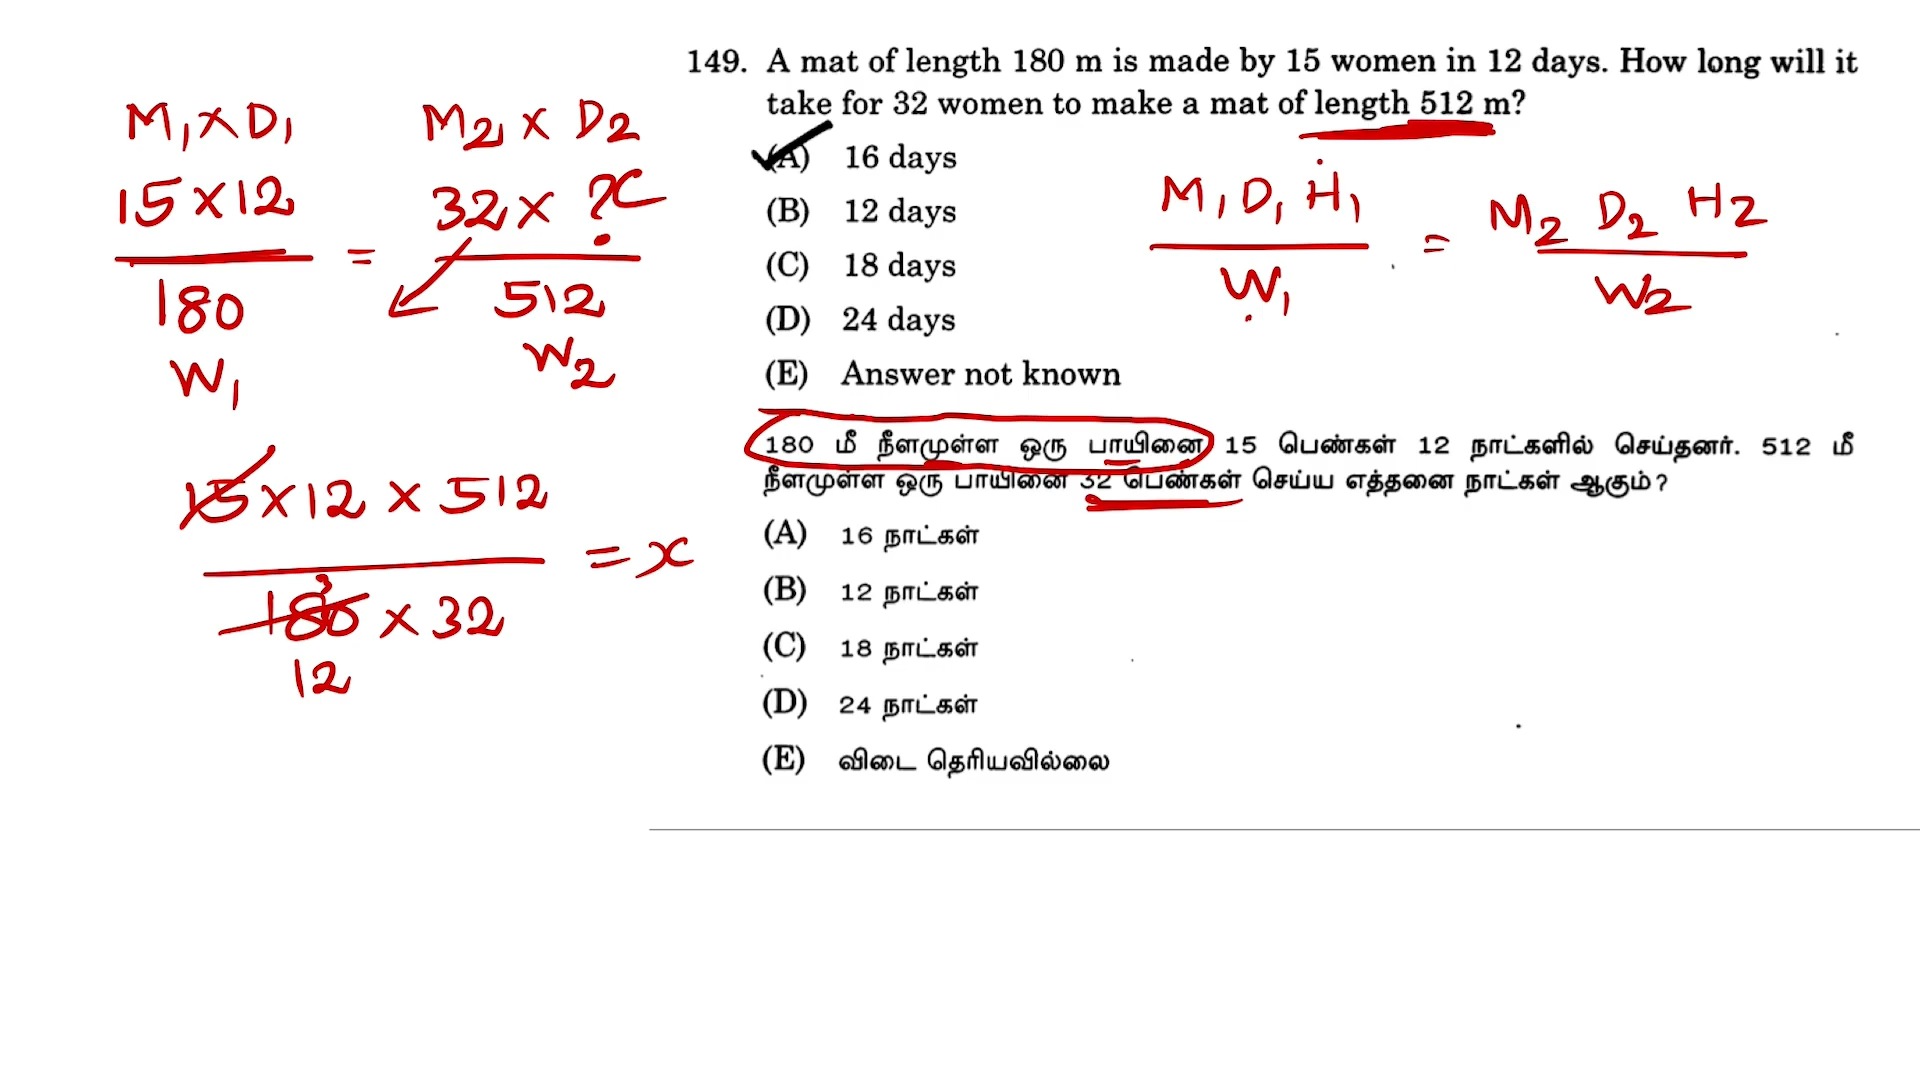 149. A mat of length 180 m is made by 15 women in 12 days. How long will it
take for 32 women to make a mat of length 512 m?
(A) 16 days
(B) 12 days
(C) 18 days
(D) 24 days
(E) Answer not known
180 மீ நீளமுள்ள ஒரு பாயினை 15 பெண்கள் 12 நாட்களில் செய்தனர். 512 மீ
நீளமுள்ள ஒரு பாயினை 32 பெண்கள் செய்ய எத்தனை நாட்கள் ஆகும்?
(A) 16 நாட்கள்
(B) 12 நாட்கள்
(C) 18 நாட்கள்
(D) 24 நாட்கள்
(E) விடை தெரியவில்லை
M1 x D1 M2 x D2
15 x 12 = 32 x x
180 512
W1 W2
15 x 12 x 512 = x
180 x 32
3
12
M1 D1 H1 = M2 D2 H2
W1 W2